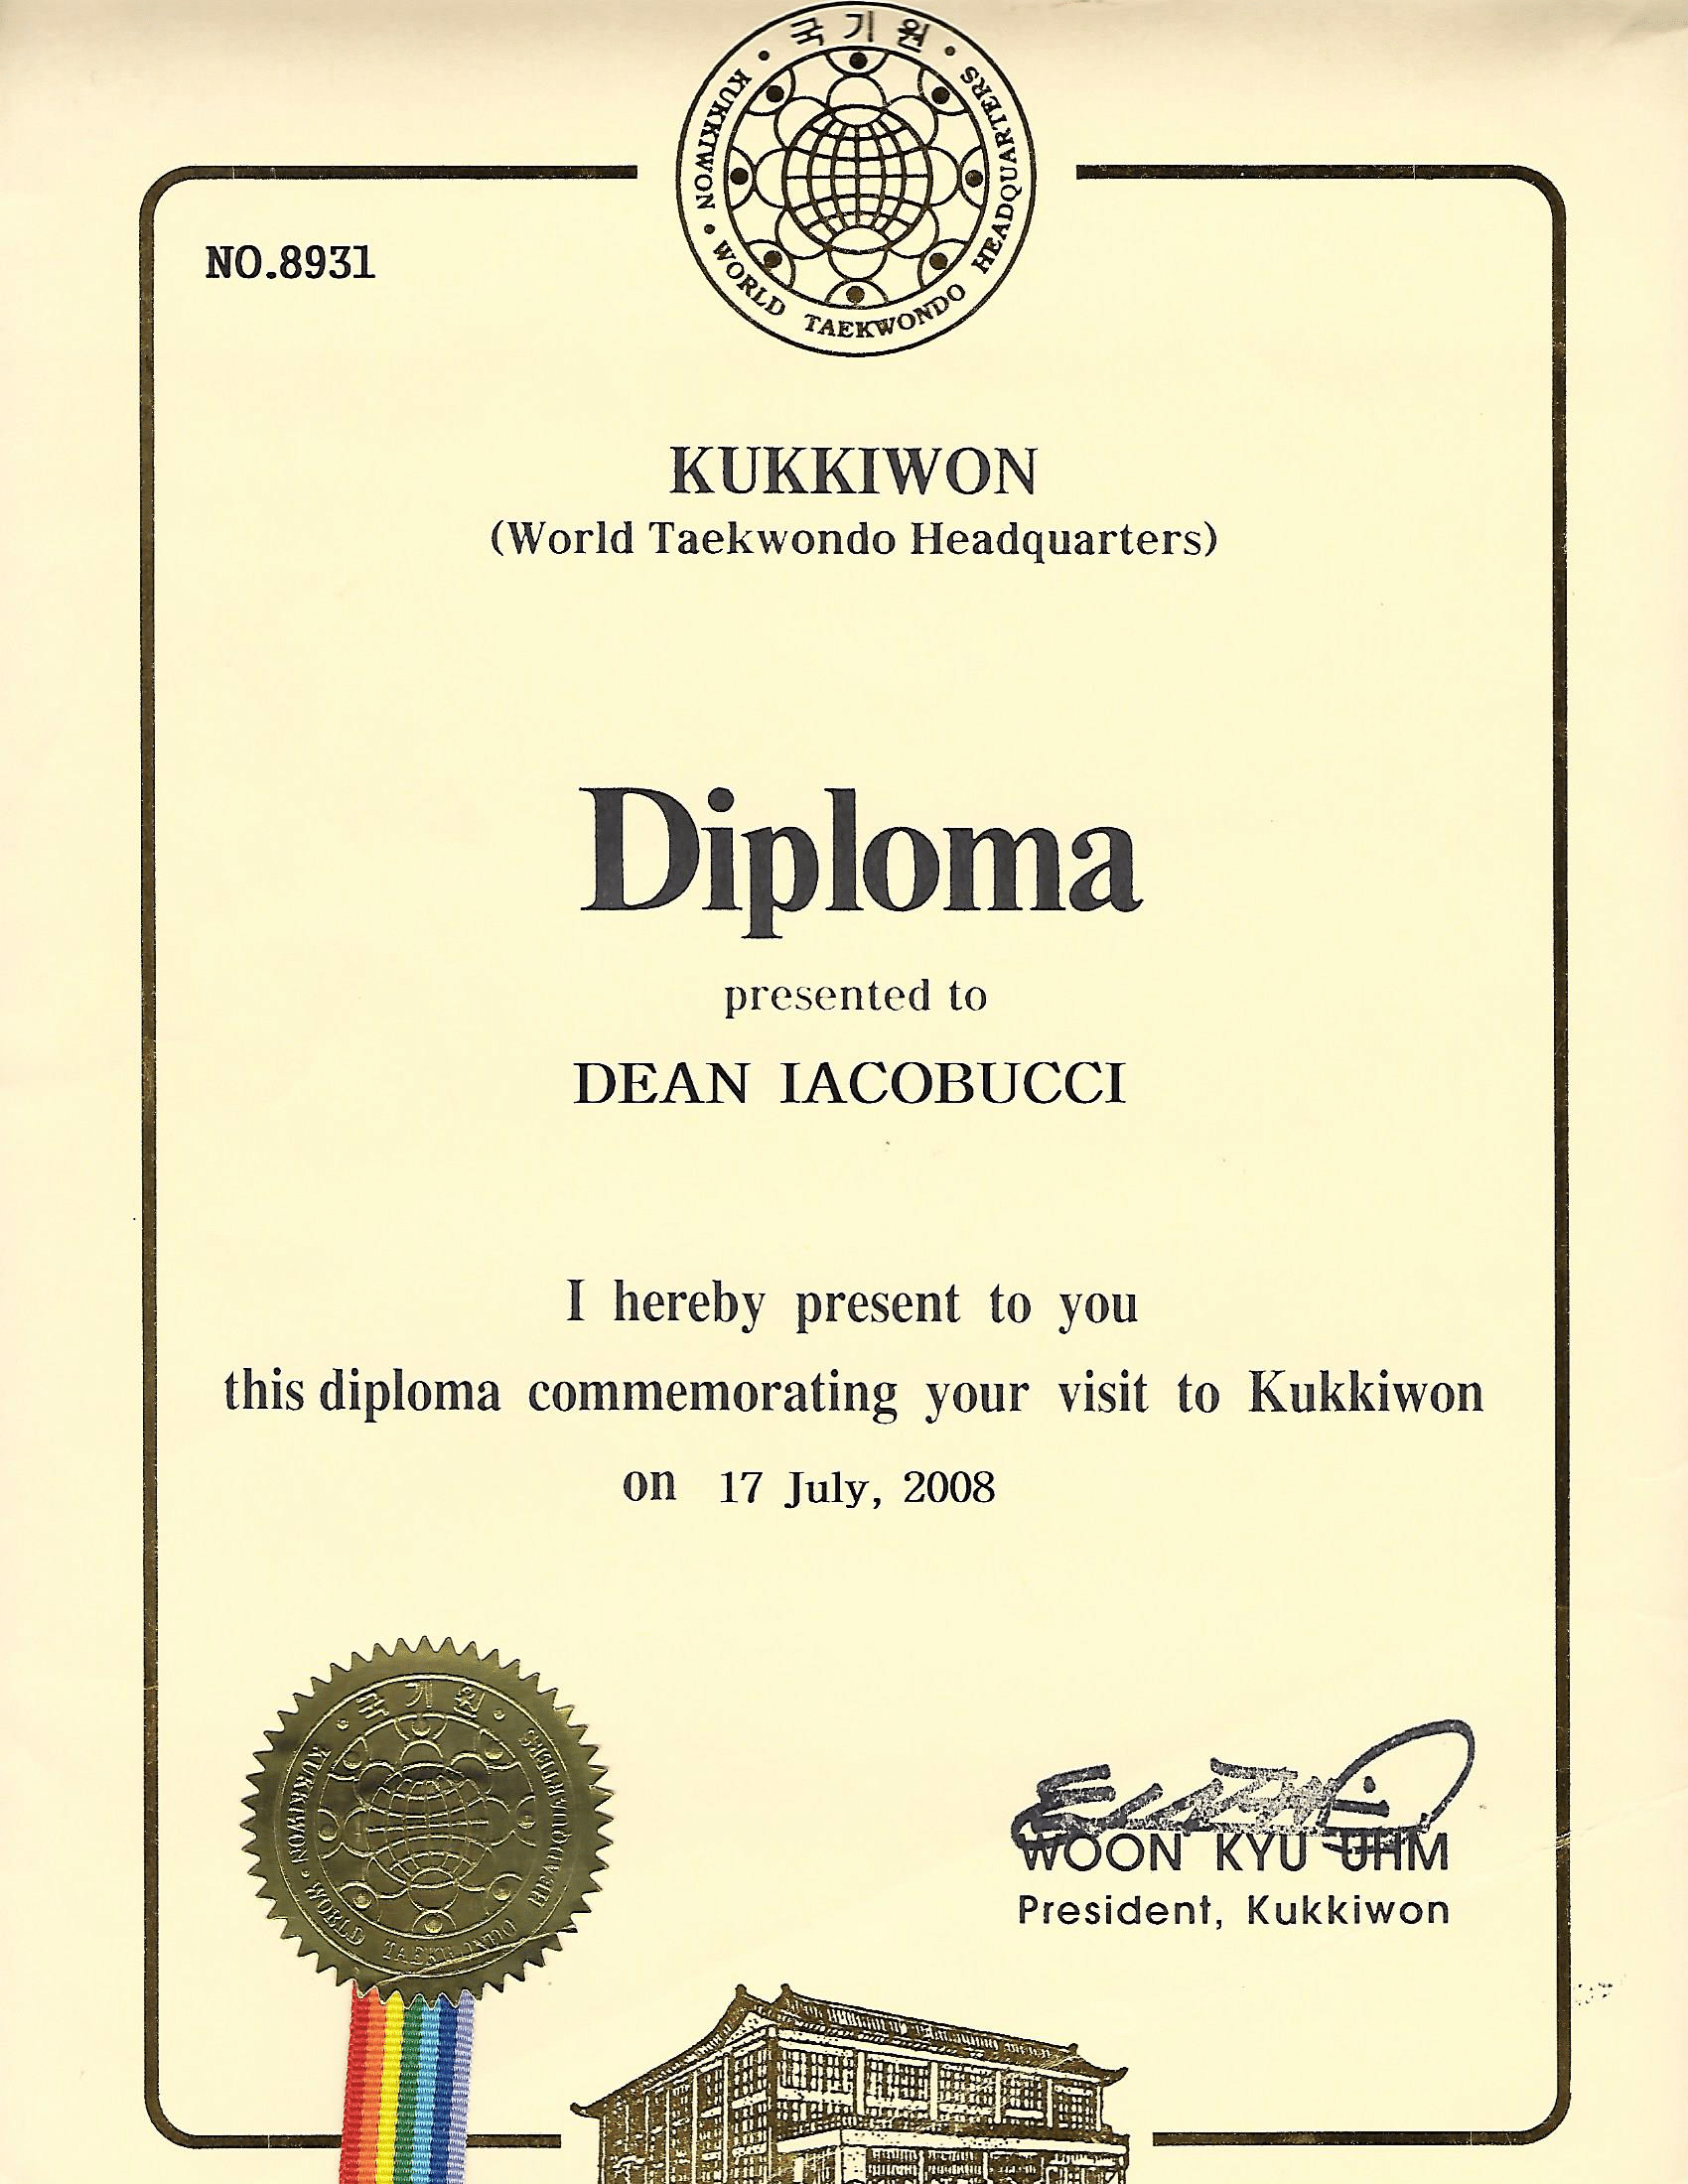 국기원
KUKKIWON • WORLD TAEKWONDO HEADQUARTERS
NO.8931
KUKKIWON
(World Taekwondo Headquarters)
Diploma
presented to
DEAN IACOBUCCI
I hereby present to you
this diploma commemorating your visit to Kukkiwon
on 17 July, 2008
국기원
KUKKIWON • WORLD TAEKWONDO HEADQUARTERS
WOON KYU UHM
President, Kukkiwon